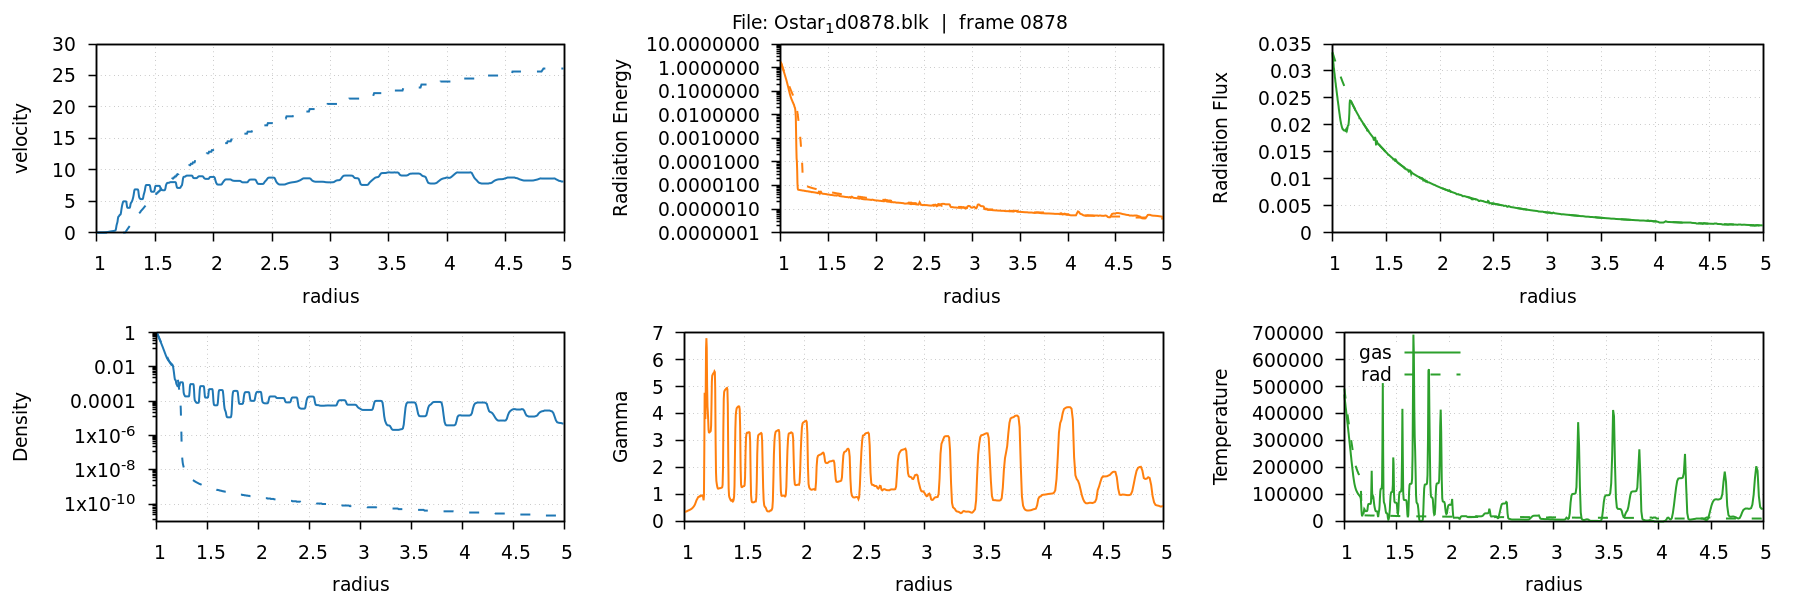 File: Ostar1d0878.blk | frame 0878
velocity
30
25
20
15
10
5
0
1 1.5 2 2.5 3 3.5 4 4.5 5
radius
Radiation Energy
10.0000000
1.0000000
0.1000000
0.0100000
0.0010000
0.0001000
0.0000100
0.0000010
0.0000001
1 1.5 2 2.5 3 3.5 4 4.5 5
radius
Radiation Flux
0.035
0.03
0.025
0.02
0.015
0.01
0.005
0
1 1.5 2 2.5 3 3.5 4 4.5 5
radius
Density
1
0.01
0.0001
1x10-6
1x10-8
1x10-10
1 1.5 2 2.5 3 3.5 4 4.5 5
radius
Gamma
7
6
5
4
3
2
1
0
1 1.5 2 2.5 3 3.5 4 4.5 5
radius
Temperature
700000
600000
500000
400000
300000
200000
100000
0
gas
rad
1 1.5 2 2.5 3 3.5 4 4.5 5
radius